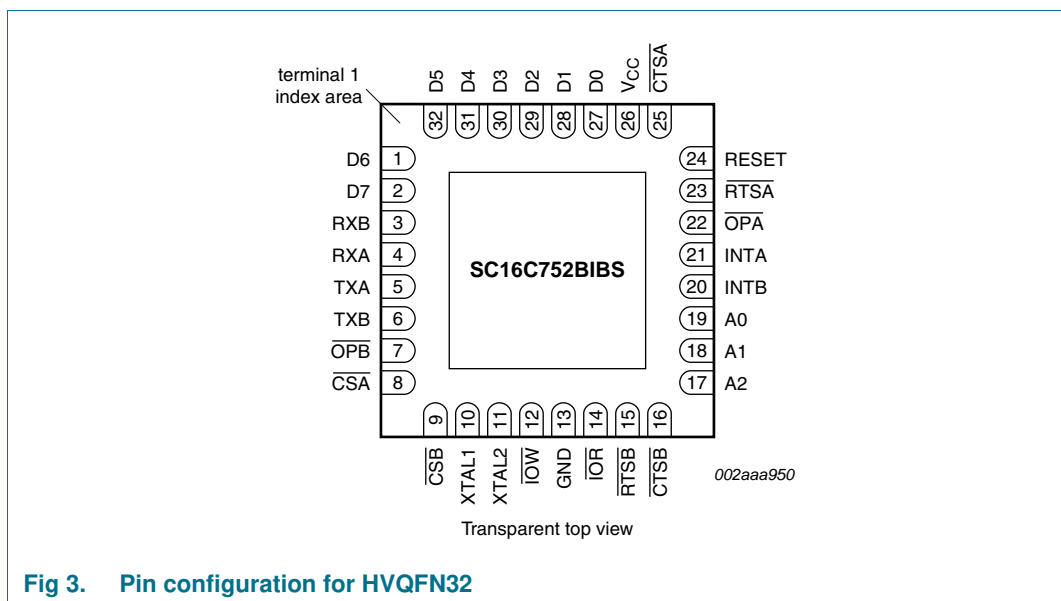 terminal 1
index area
D5
D4
D3
D2
D1
D0
VCC
CTSA
32
31
30
29
28
27
26
25
D6 1
D7 2
RXB 3
RXA 4
TXA 5
TXB 6
OPB 7
CSA 8
SC16C752BIBS
24 RESET
23 RTSA
22 OPA
21 INTA
20 INTB
19 A0
18 A1
17 A2
9
10
11
12
13
14
15
16
CSB
XTAL1
XTAL2
IOW
GND
IOR
RTSB
CTSB
002aaa950
Transparent top view
Fig 3. Pin configuration for HVQFN32